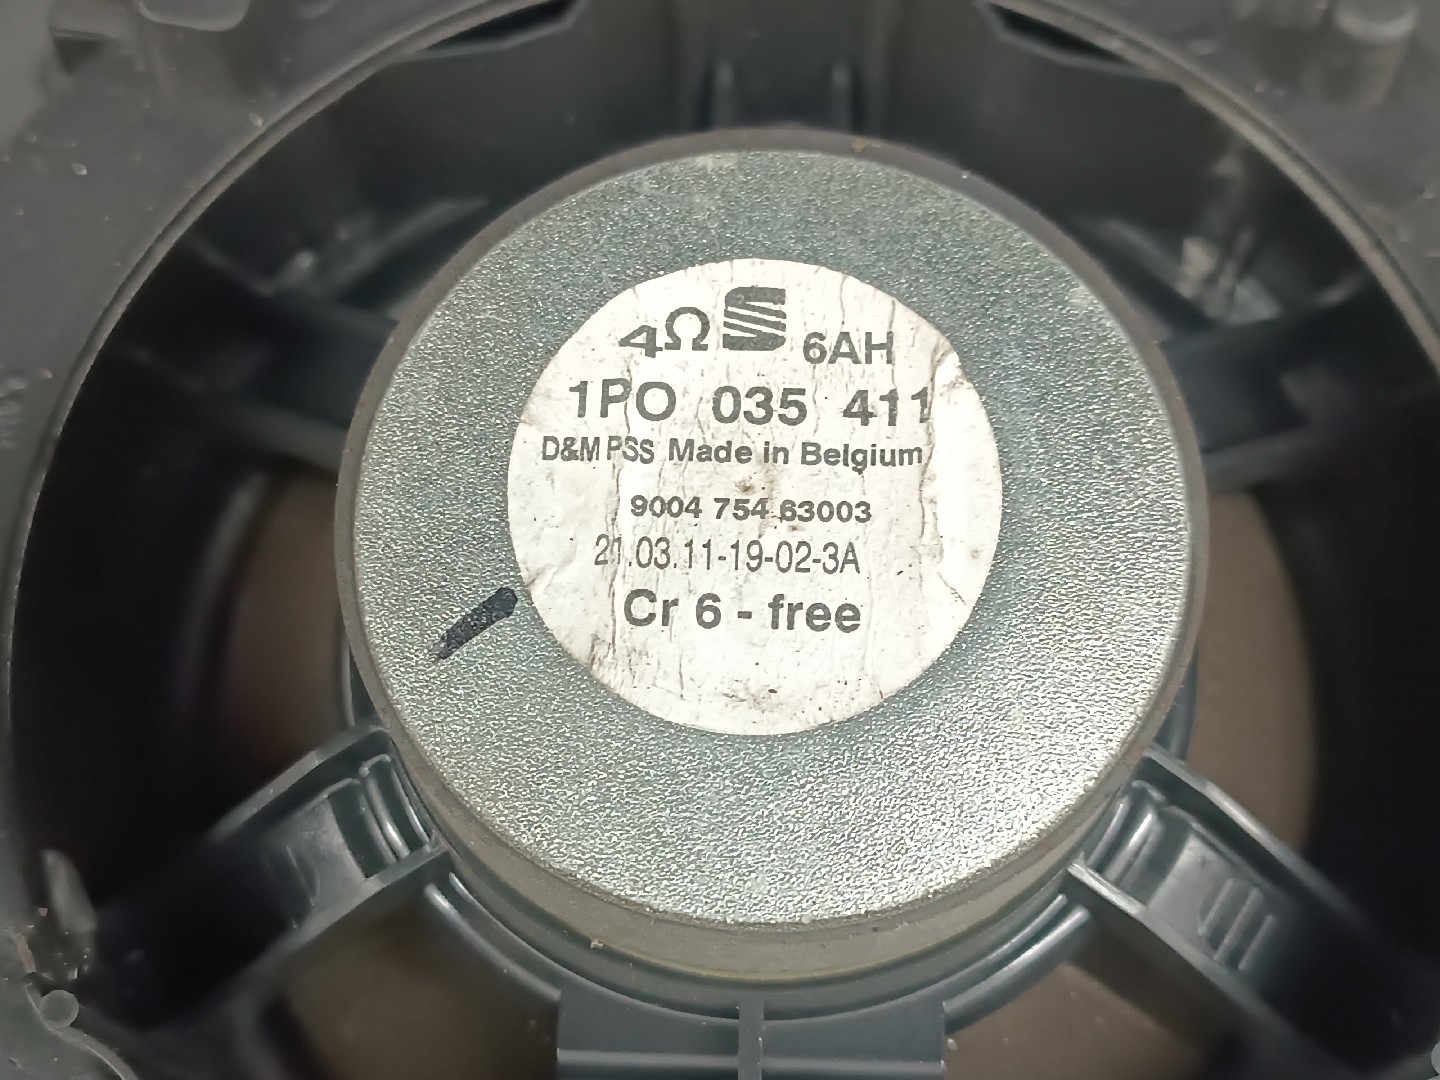 4Ω S 6AH
1PO 035 411
D&M PSS Made in Belgium
9004 754 63003
21.03.11-19-02-3A
Cr 6 - free